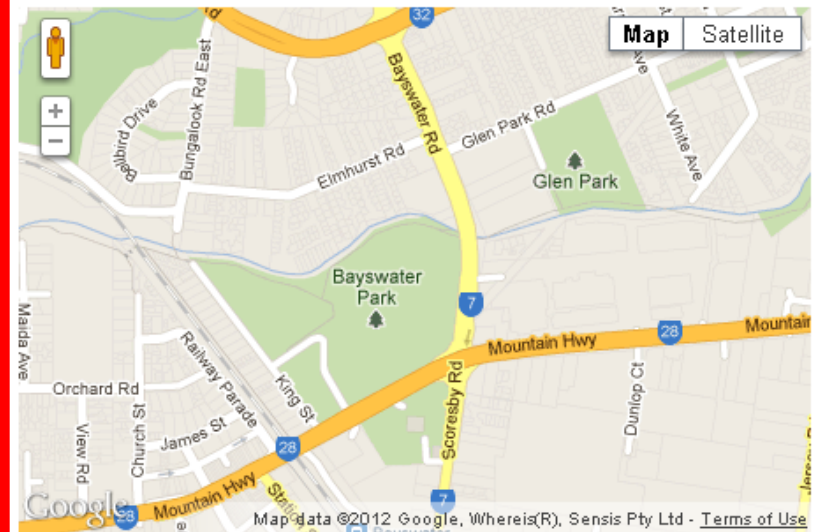 32
Map
Satellite
Bayswater Rd
Bungalook Rd East
Bellbird Drive
Glen Park Rd
White Ave
Elmhurst Rd
Glen Park
Bayswater
Park
7
28
Mountain Hwy
Mountain
Maida Ave
Railway Parade
Orchard Rd
King St
Scoresby Rd
Dunlop Ct
Church St
View Rd
James St
28
7
Google
28
Mountain Hwy
Map data ©2012 Google, Whereis(R), Sensis Pty Ltd - Terms of Use